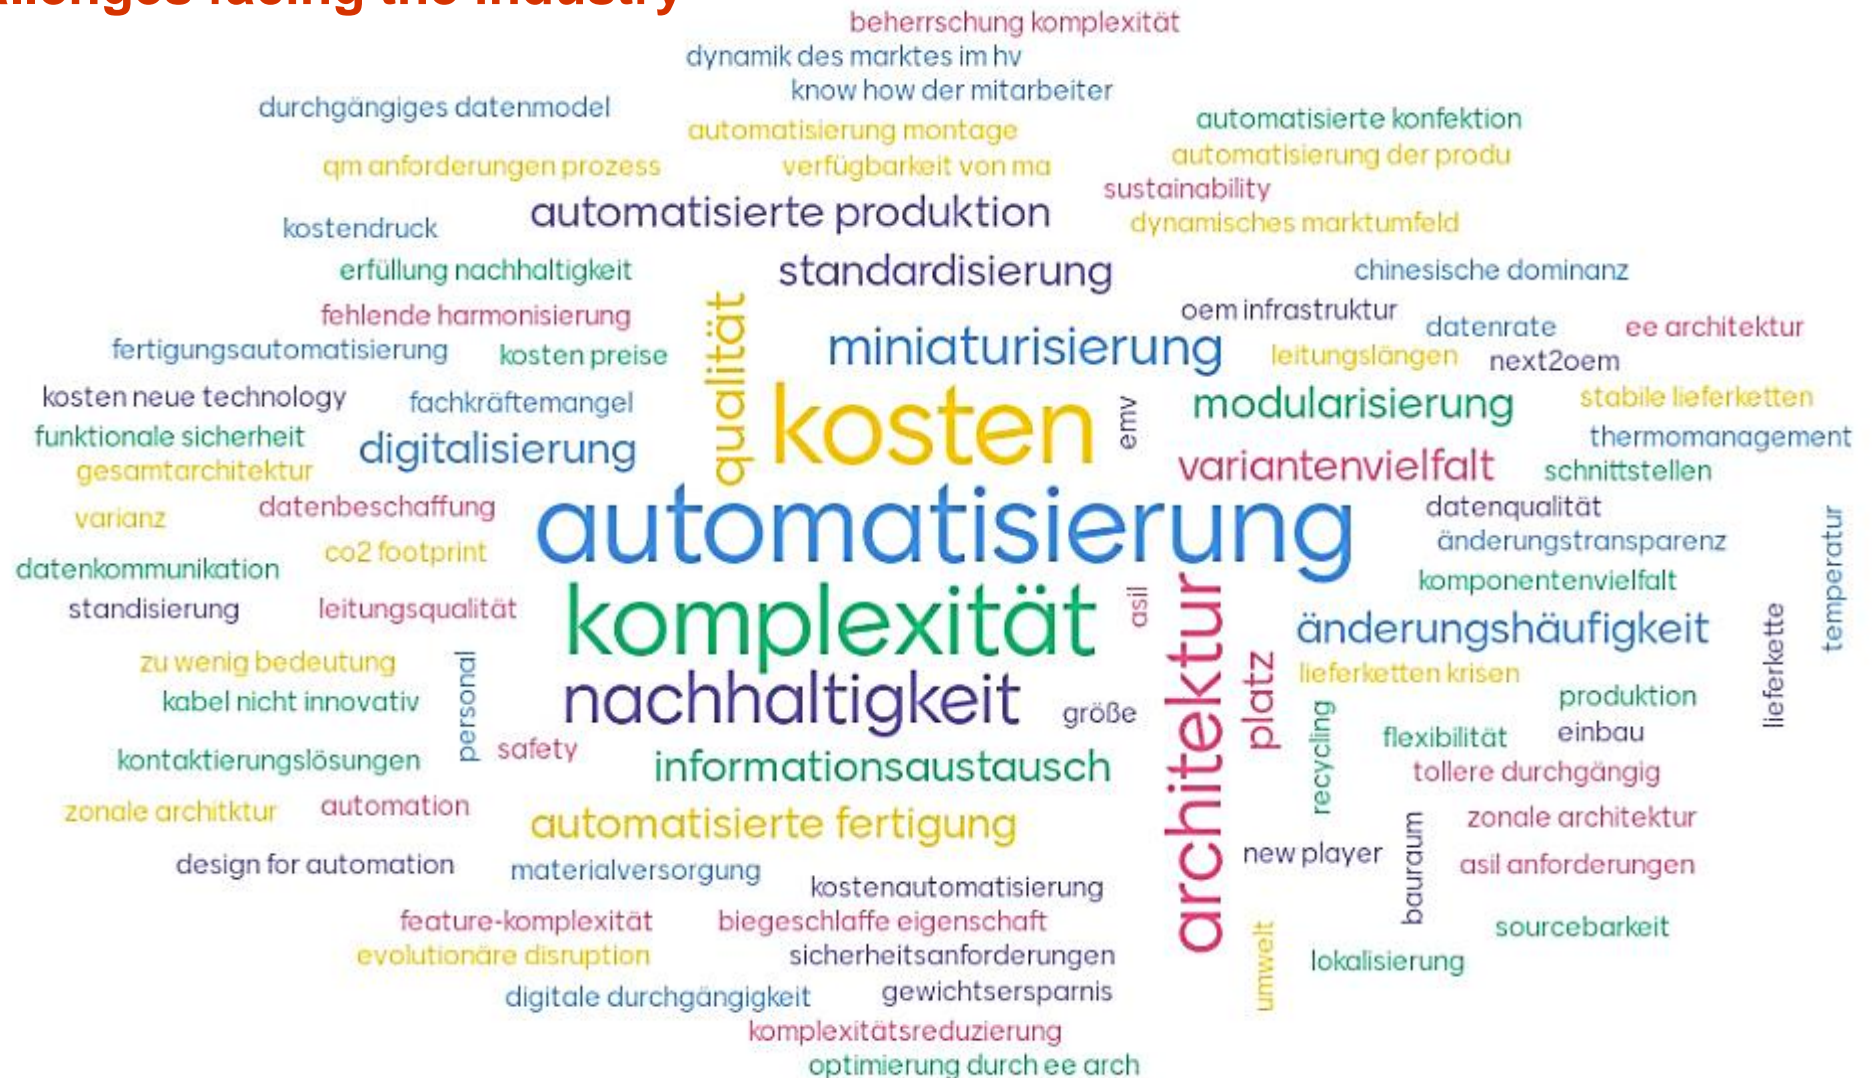 allenges facing the industry
beherrschung komplexität
dynamik des marktes im hv
know how der mitarbeiter
durchgängiges datenmodel
automatisierte konfektion
automatisierung montage
automatisierung der produ
qm anforderungen prozess
verfügbarkeit von ma
sustainability
automatisierte produktion
dynamisches marktumfeld
kostendruck
erfüllung nachhaltigkeit
standardisierung
chinesische dominanz
fehlende harmonisierung
oem infrastruktur
datenrate
ee architektur
fertigungsautomatisierung
kosten preise
qualität
miniaturisierung
leitungslängen
next2oem
kosten neue technology
fachkräftemangel
kosten
emv
modularisierung
stabile lieferketten
funktionale sicherheit
digitalisierung
thermomanagement
gesamtarchitektur
variantenvielfalt
schnittstellen
varianz
datenbeschaffung
automatisierung
datenqualität
änderungstransparenz
temperatur
co2 footprint
datenkommunikation
komponentenvielfalt
standisierung
leitungsqualität
komplexität
asil
architektur
änderungshäufigkeit
lieferkette
zu wenig bedeutung
personal
platz
lieferketten krisen
kabel nicht innovativ
nachhaltigkeit
größe
recycling
produktion
flexibilität
einbau
kontaktierungslösungen
safety
informationsaustausch
tollere durchgängig
zonale architktur
automation
automatisierte fertigung
bauraum
zonale architektur
design for automation
materialversorgung
new player
asil anforderungen
kostenautomatisierung
feature-komplexität
biegeschlaffe eigenschaft
umwelt
sourcebarkeit
evolutionäre disruption
sicherheitsanforderungen
lokalisierung
digitale durchgängigkeit
gewichtsersparnis
komplexitätsreduzierung
optimierung durch ee arch